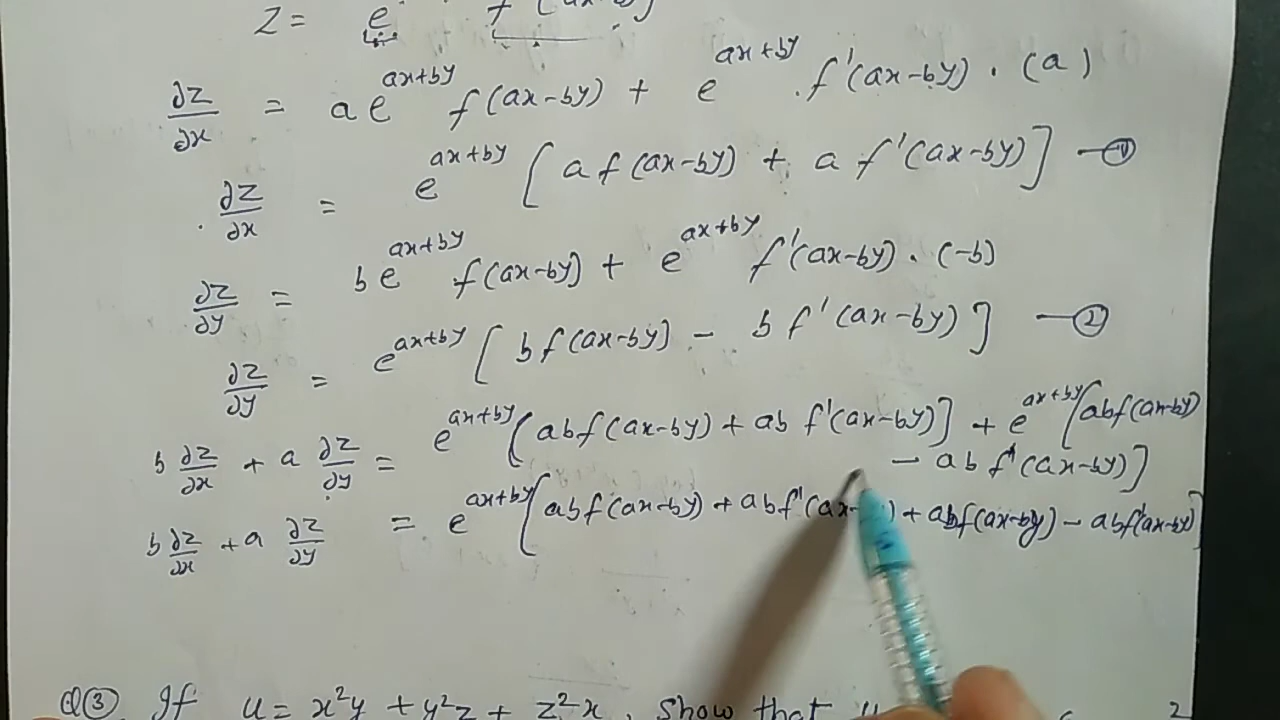 z = e f (ax-by)
∂z/∂x = a e^{ax+by} f(ax-by) + e^{ax+by} . f'(ax-by) . (a)
∂z/∂x = e^{ax+by} [ a f(ax-by) + a f'(ax-by) ] — ①
∂z/∂y = b e^{ax+by} f(ax-by) + e^{ax+by} f'(ax-by) . (-b)
∂z/∂y = e^{ax+by} [ b f(ax-by) - b f'(ax-by) ] — ②
b ∂z/∂x + a ∂z/∂y = e^{ax+by} [ abf(ax-by) + ab f'(ax-by) ] + e^{ax+by} [ abf(ax-by)
- ab f'(ax-by) ]
b ∂z/∂x + a ∂z/∂y = e^{ax+by} [ abf(ax-by) + abf'(ax- ) + abf(ax-by) - abf'(ax-by) ]
Q③ If u = x²y + y²z + z²x , show that u 2